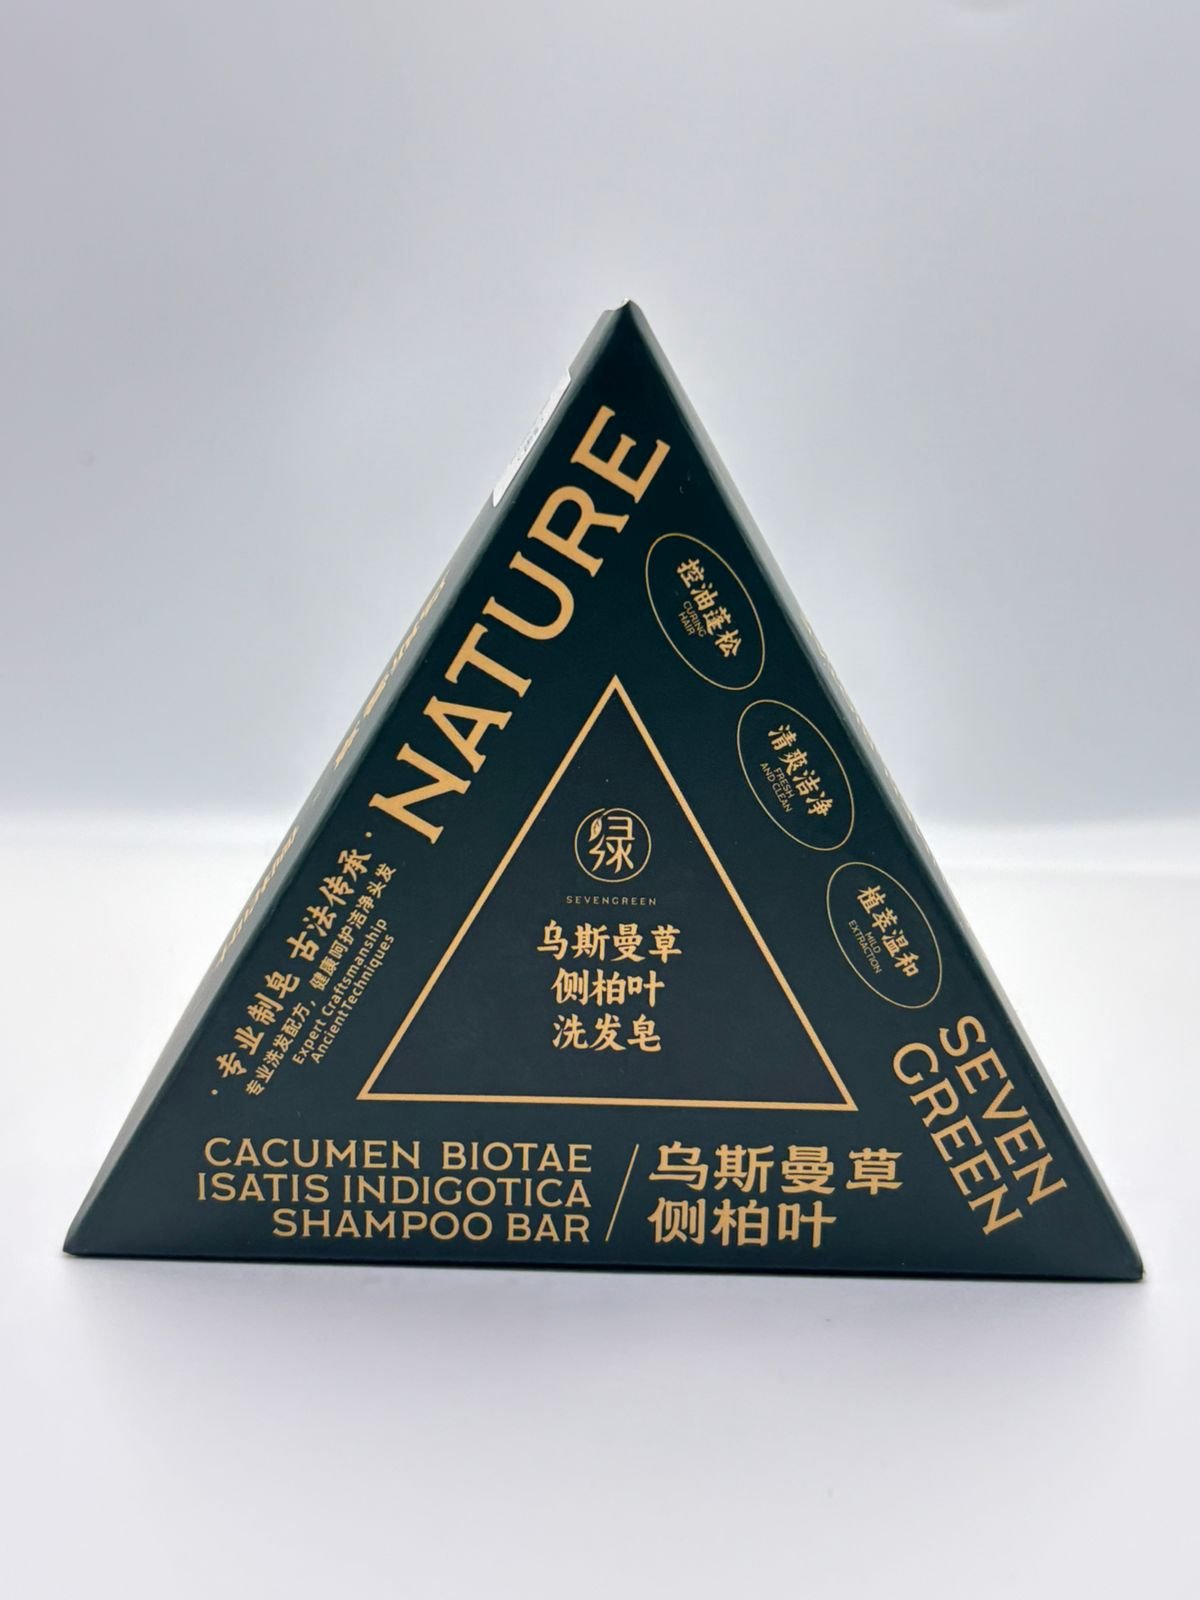 NATURE
控油蓬松
CURING
HAIR
清爽洁净
FRESH
AND CLEAN
植萃温和
MILD
EXTRACTION
SEVEN
GREEN
·专业制皂 古法传承·
专业洗发配方，健康呵护洁净头发
Expert Craftsmanship
Ancient Techniques
绿
SEVENGREEN
乌斯曼草
侧柏叶
洗发皂
CACUMEN BIOTAE
ISATIS INDIGOTICA
SHAMPOO BAR
乌斯曼草
侧柏叶